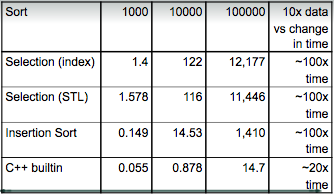 Sort 1000 10000 100000 10x data
vs change
in time
Selection (index) 1.4 122 12,177 ~100x
time
Selection (STL) 1.578 116 11,446 ~100x
time
Insertion Sort 0.149 14.53 1,410 ~100x
time
C++ builtin 0.055 0.878 14.7 ~20x
time